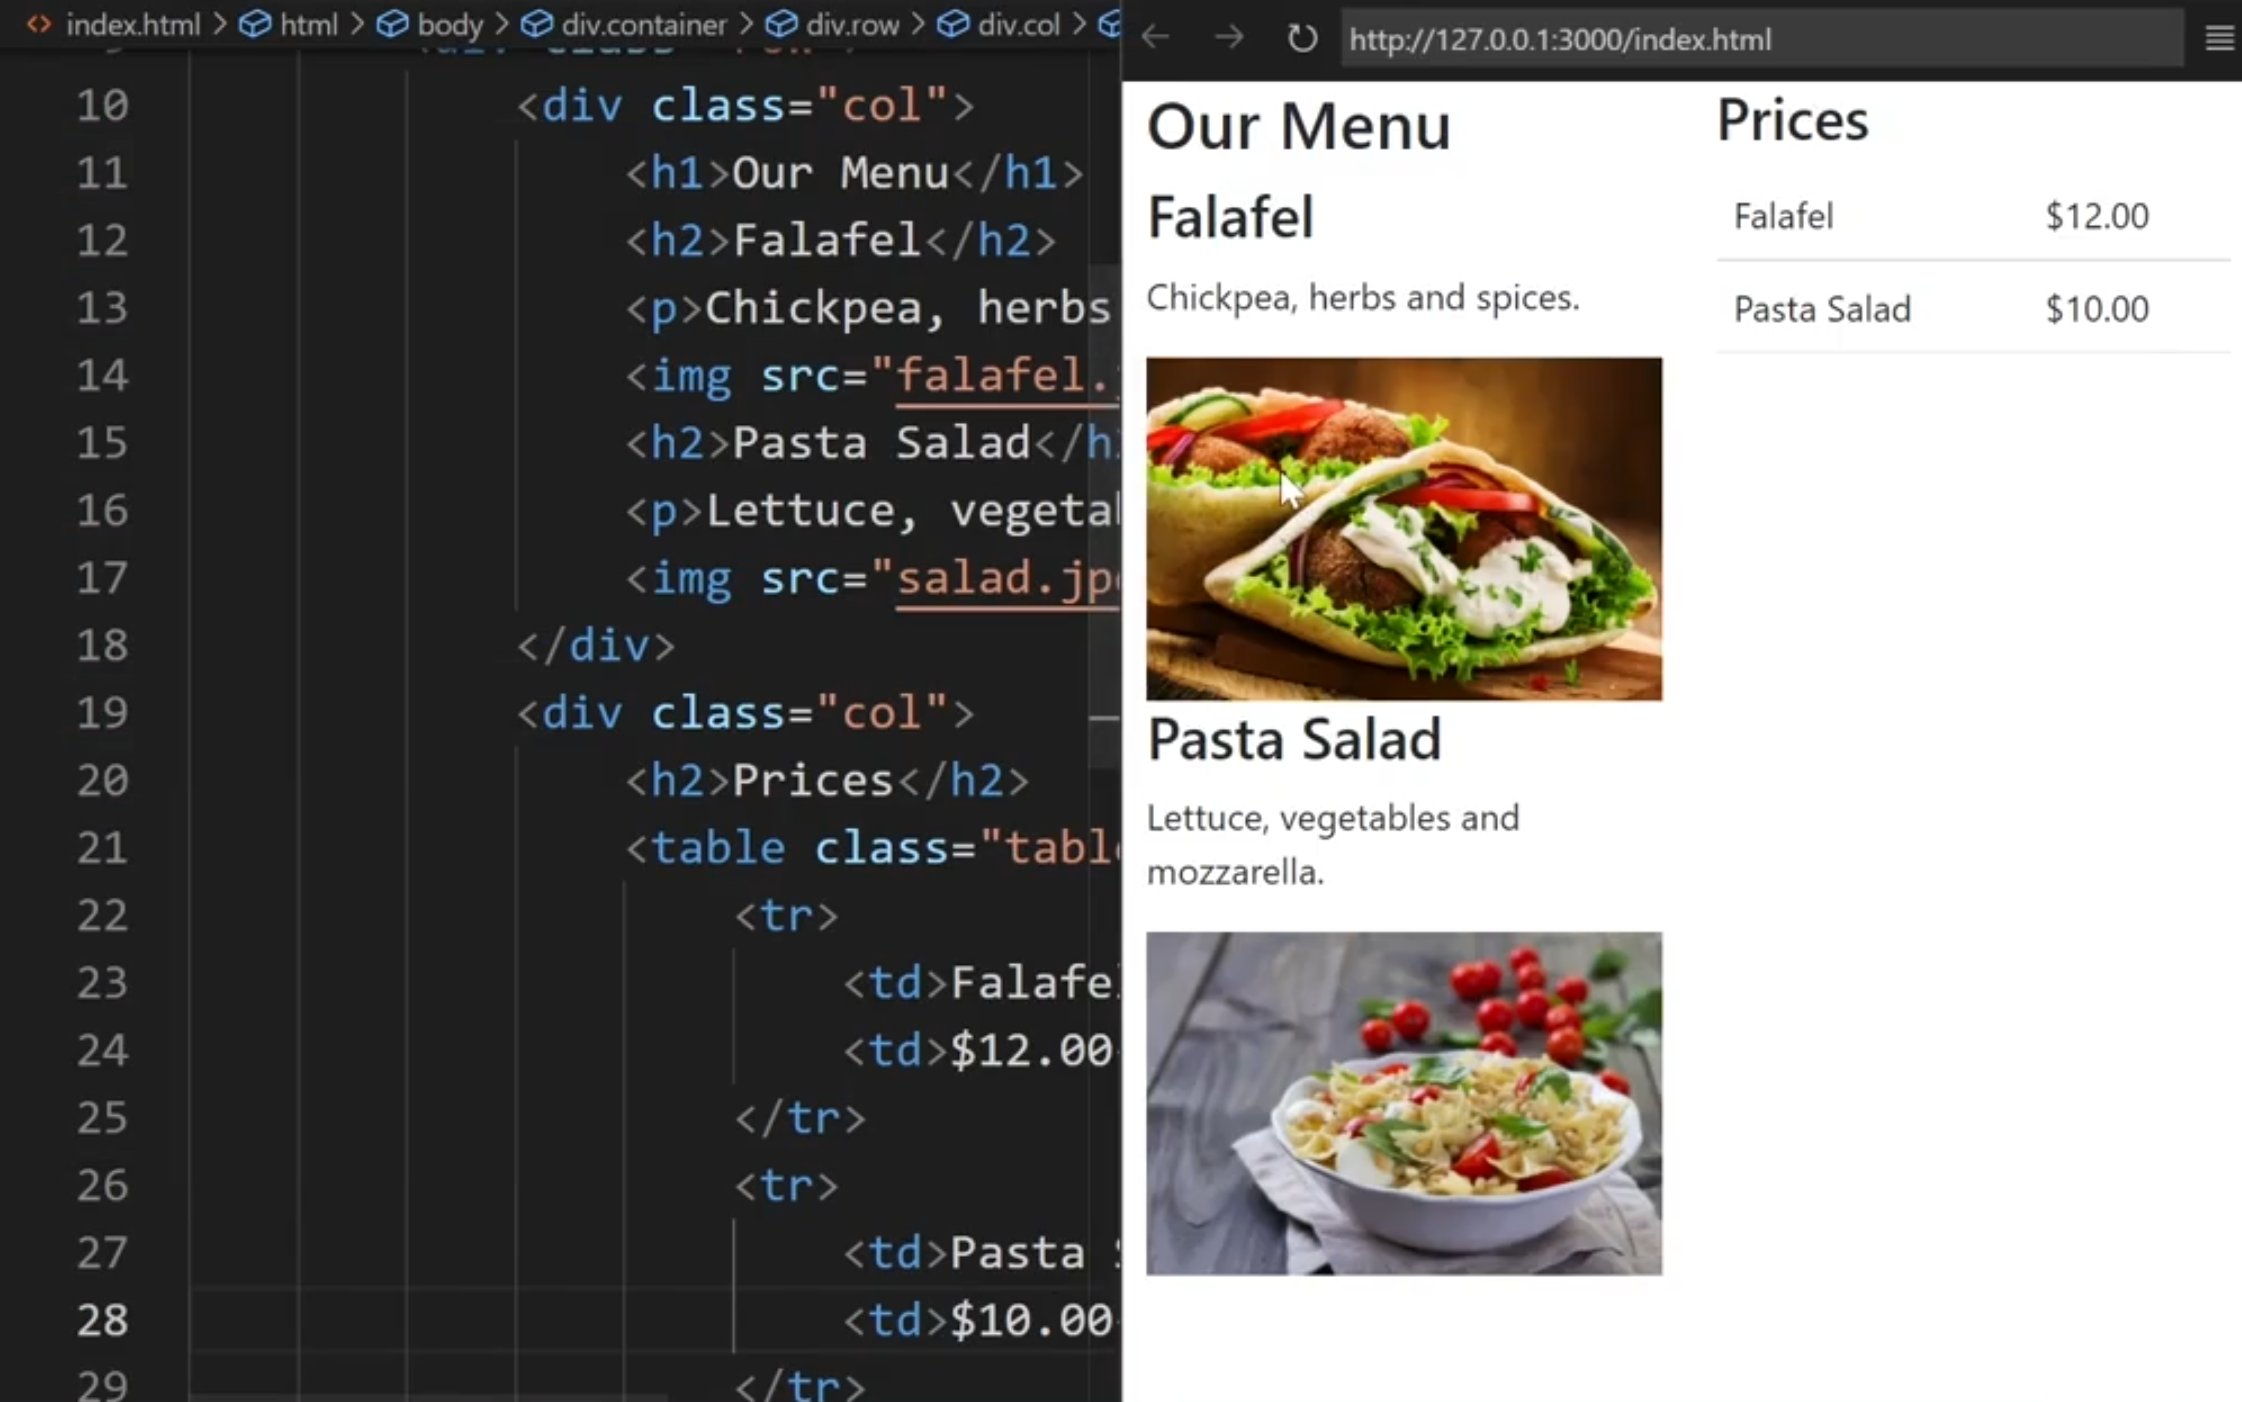 index.html > html > body > div.container > div.row > div.col >
10 <div class="col">
11 <h1>Our Menu</h1>
12 <h2>Falafel</h2>
13 <p>Chickpea, herbs
14 <img src="falafel.
15 <h2>Pasta Salad</h
16 <p>Lettuce,
17 <img src="salad.jp
18 </div>
19 <div class="col">
20 <h2>Prices</h2>
21 <table class="tabl
22 <tr>
23 <td>Falafe
24 <td>$12.00
25 </tr>
26 <tr>
27 <td>Pasta
28 <td>$10.00
29 </tr>
http://127.0.0.1:3000/index.html
Our Menu
Falafel
Chickpea, herbs and spices.
Pasta Salad
Lettuce, vegetables and
mozzarella.
Prices
Falafel $12.00
Pasta Salad $10.00